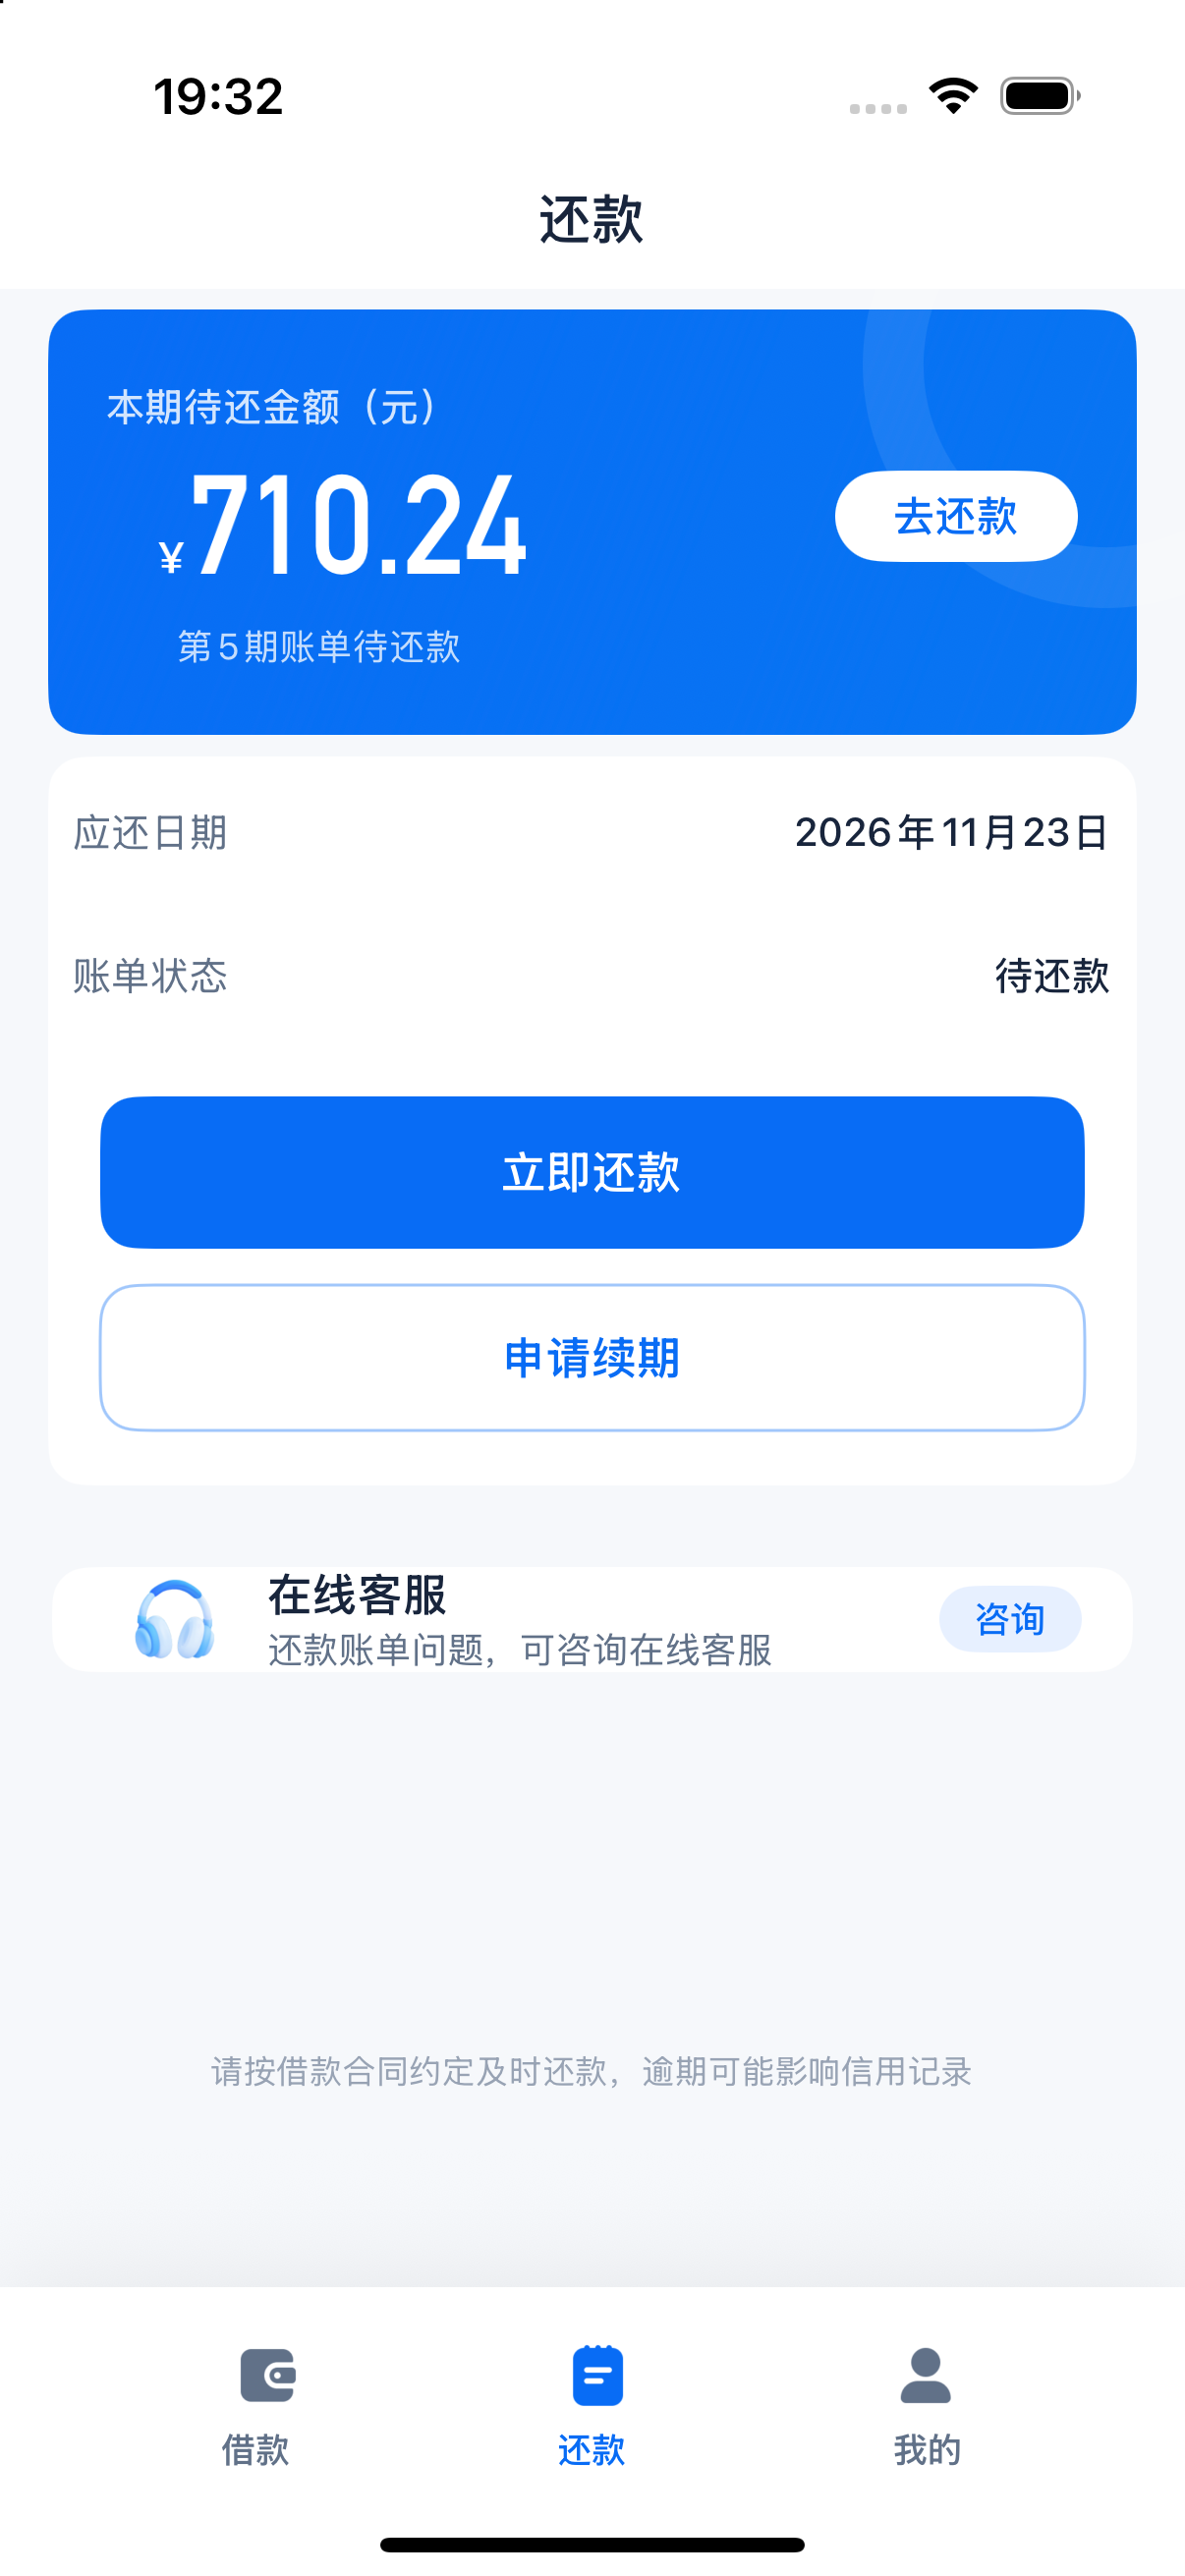 19:32
还款
本期待还金额（元）
¥710.24
去还款
第5期账单待还款
应还日期
2026年11月23日
账单状态
待还款
立即还款
申请续期
在线客服
还款账单问题，可咨询在线客服
咨询
请按借款合同约定及时还款，逾期可能影响信用记录
借款
还款
我的